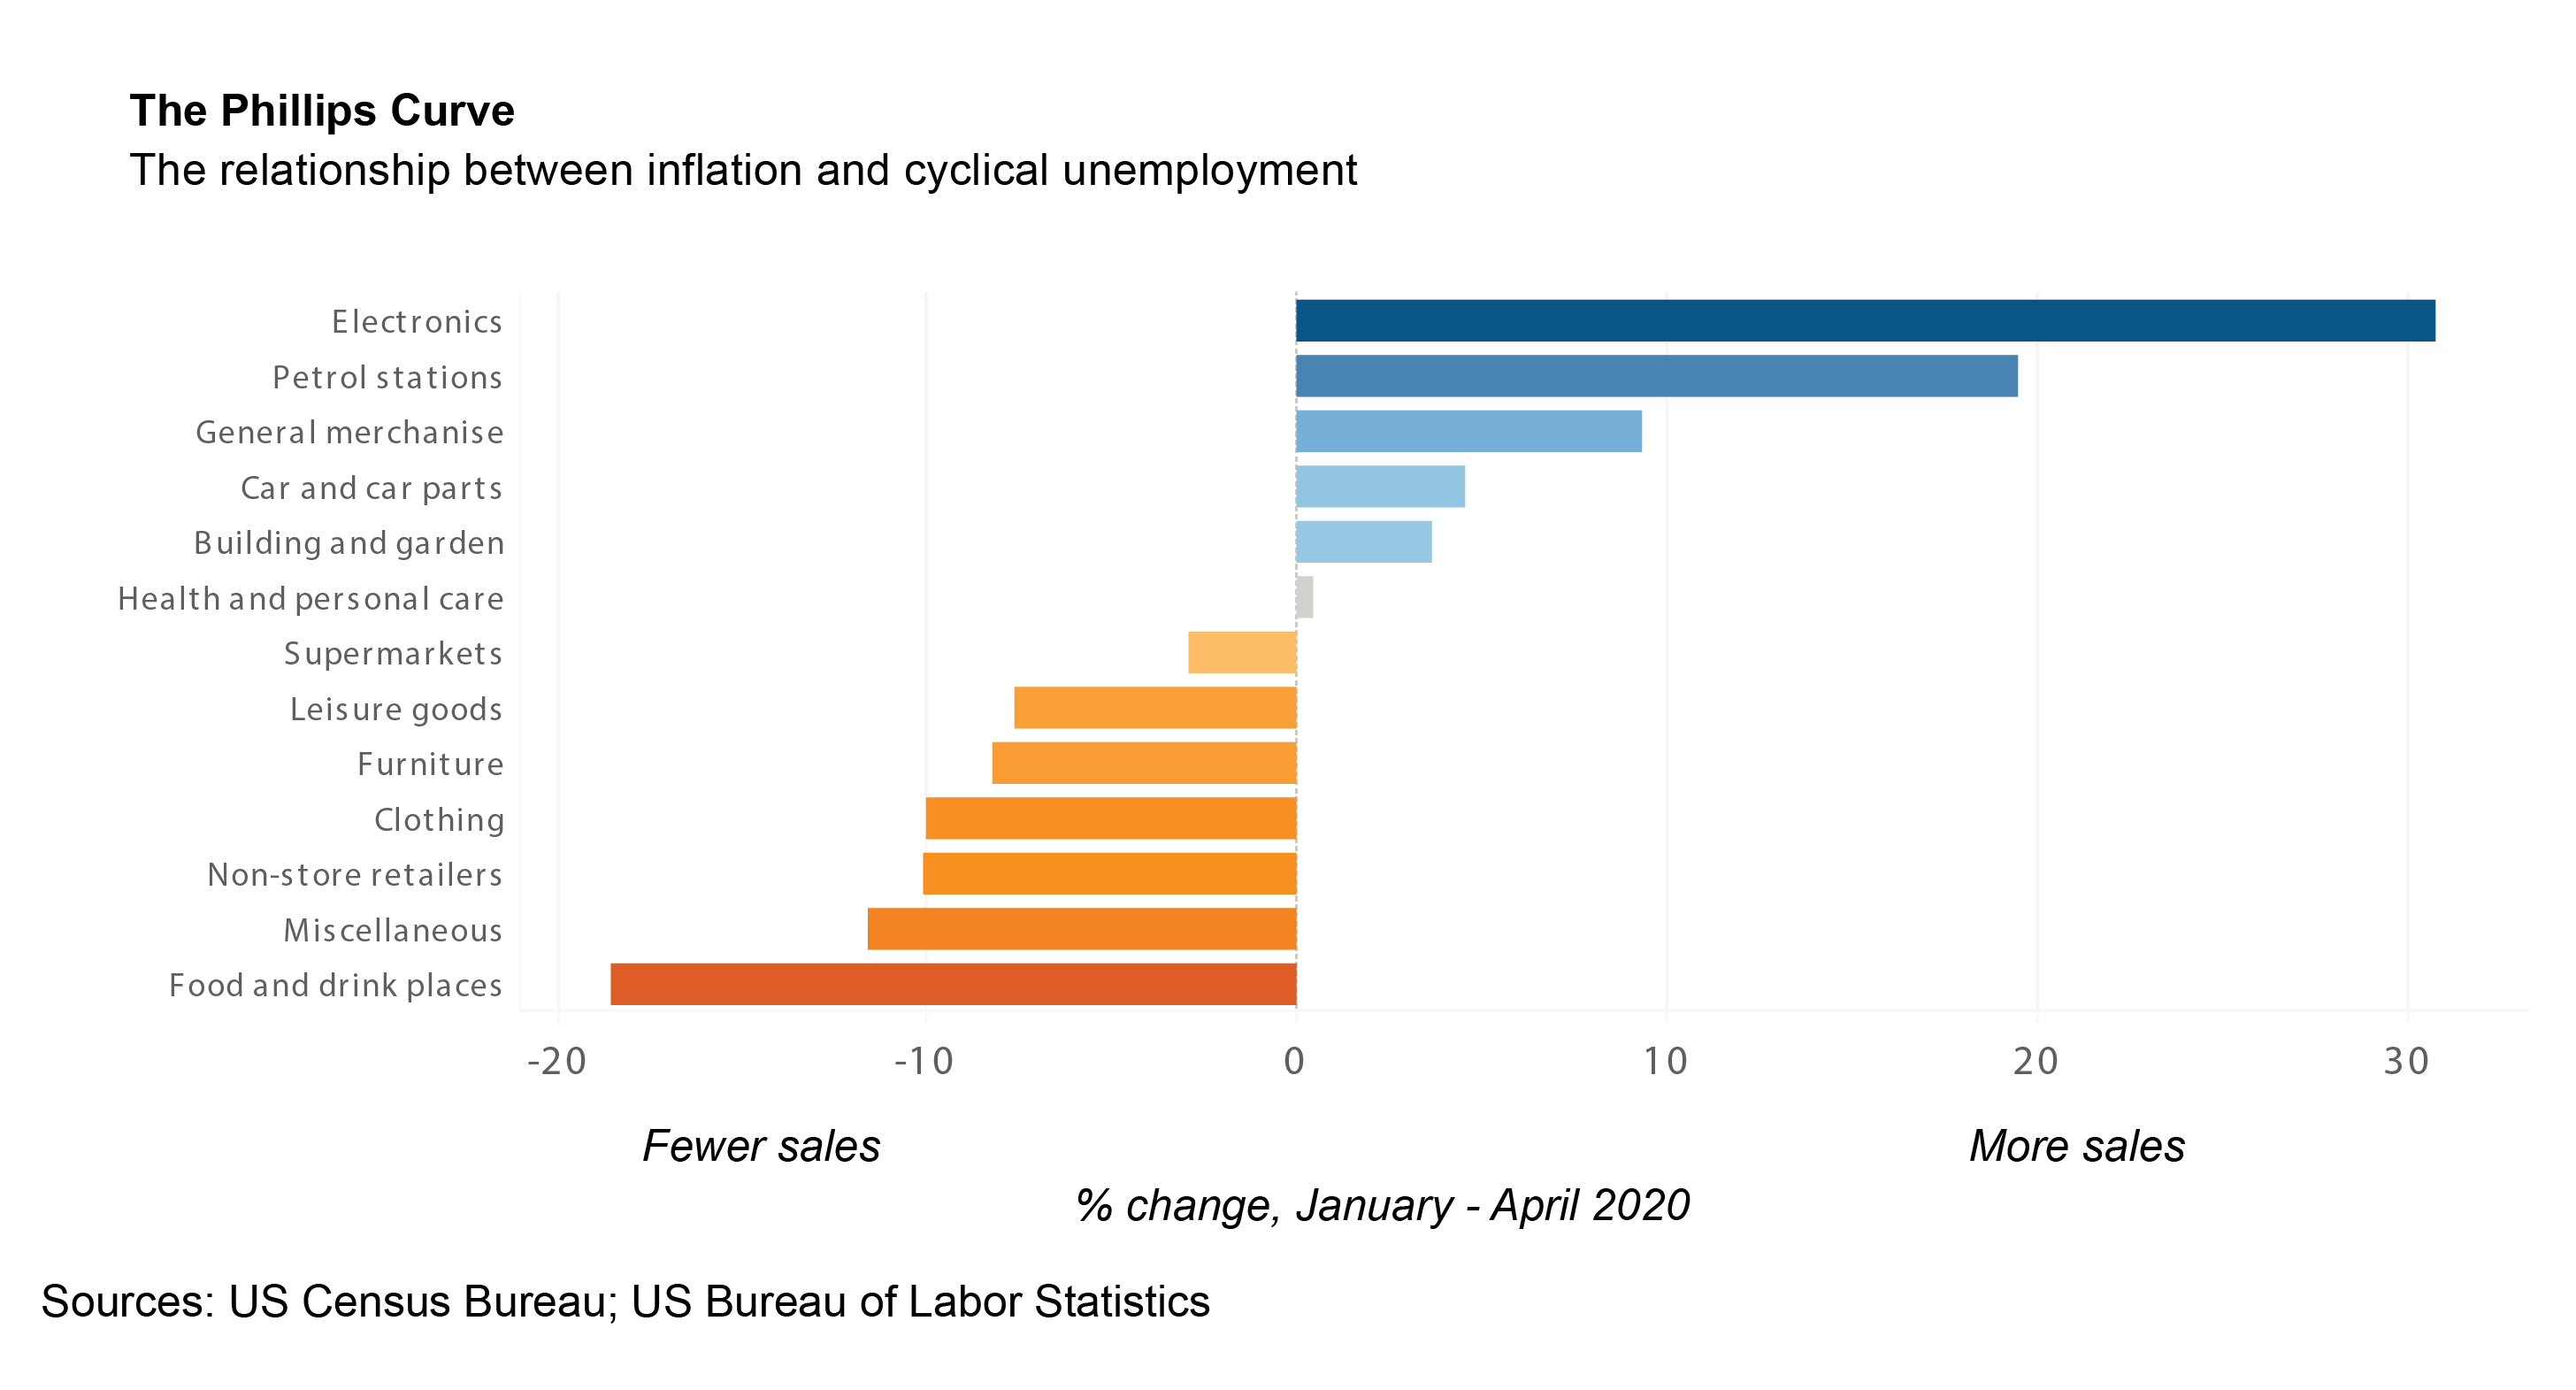 The Phillips Curve
The relationship between inflation and cyclical unemployment
Electronics
Petrol stations
General merchanise
Car and car parts
Building and garden
Health and personal care
Supermarkets
Leisure goods
Furniture
Clothing
Non-store retailers
Miscellaneous
Food and drink places
-20 -10 0 10 20 30
Fewer sales More sales
% change, January - April 2020
Sources: US Census Bureau; US Bureau of Labor Statistics